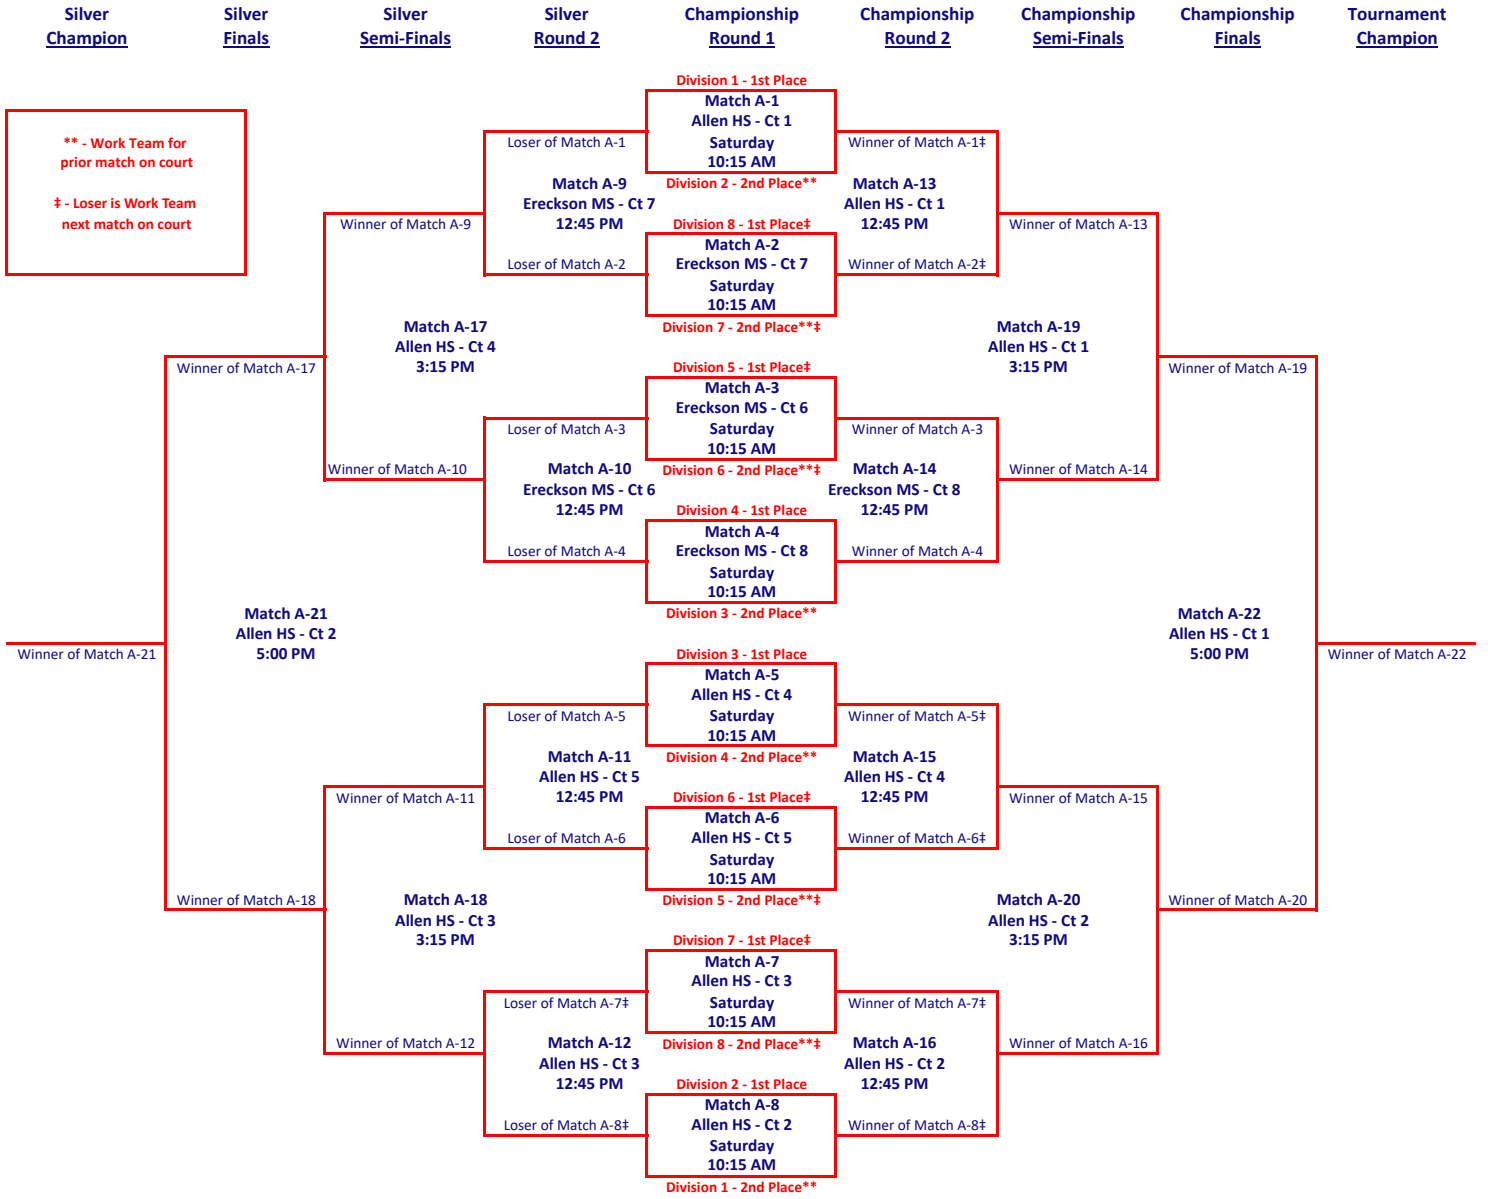 Silver
Champion
Silver
Finals
Silver
Semi-Finals
Silver
Round 2
Championship
Round 1
Championship
Round 2
Championship
Semi-Finals
Championship
Finals
Tournament
Champion
** - Work Team for
prior match on court
‡ - Loser is Work Team
next match on court
Division 1 - 1st Place
Match A-1
Allen HS - Ct 1
Saturday
10:15 AM
Division 2 - 2nd Place**
Loser of Match A-1
Winner of Match A-1‡
Match A-9
Ereckson MS - Ct 7
12:45 PM
Match A-13
Allen HS - Ct 1
12:45 PM
Winner of Match A-9
Winner of Match A-13
Division 8 - 1st Place‡
Match A-2
Ereckson MS - Ct 7
Saturday
10:15 AM
Division 7 - 2nd Place**‡
Loser of Match A-2
Winner of Match A-2‡
Match A-17
Allen HS - Ct 4
3:15 PM
Match A-19
Allen HS - Ct 1
3:15 PM
Winner of Match A-17
Winner of Match A-19
Division 5 - 1st Place‡
Match A-3
Ereckson MS - Ct 6
Saturday
10:15 AM
Division 6 - 2nd Place**‡
Loser of Match A-3
Winner of Match A-3
Winner of Match A-10
Match A-10
Ereckson MS - Ct 6
12:45 PM
Match A-14
Ereckson MS - Ct 8
12:45 PM
Winner of Match A-14
Division 4 - 1st Place
Match A-4
Ereckson MS - Ct 8
Saturday
10:15 AM
Division 3 - 2nd Place**
Loser of Match A-4
Winner of Match A-4
Match A-21
Allen HS - Ct 2
5:00 PM
Match A-22
Allen HS - Ct 1
5:00 PM
Winner of Match A-21
Winner of Match A-22
Division 3 - 1st Place
Match A-5
Allen HS - Ct 4
Saturday
10:15 AM
Division 4 - 2nd Place**
Loser of Match A-5
Winner of Match A-5‡
Match A-11
Allen HS - Ct 5
12:45 PM
Match A-15
Allen HS - Ct 4
12:45 PM
Winner of Match A-11
Winner of Match A-15
Division 6 - 1st Place‡
Match A-6
Allen HS - Ct 5
Saturday
10:15 AM
Division 5 - 2nd Place**‡
Loser of Match A-6
Winner of Match A-6‡
Winner of Match A-18
Match A-18
Allen HS - Ct 3
3:15 PM
Match A-20
Allen HS - Ct 2
3:15 PM
Winner of Match A-20
Division 7 - 1st Place‡
Match A-7
Allen HS - Ct 3
Saturday
10:15 AM
Division 8 - 2nd Place**‡
Loser of Match A-7‡
Winner of Match A-7‡
Winner of Match A-12
Match A-12
Allen HS - Ct 3
12:45 PM
Match A-16
Allen HS - Ct 2
12:45 PM
Winner of Match A-16
Division 2 - 1st Place
Match A-8
Allen HS - Ct 2
Saturday
10:15 AM
Division 1 - 2nd Place**
Loser of Match A-8‡
Winner of Match A-8‡